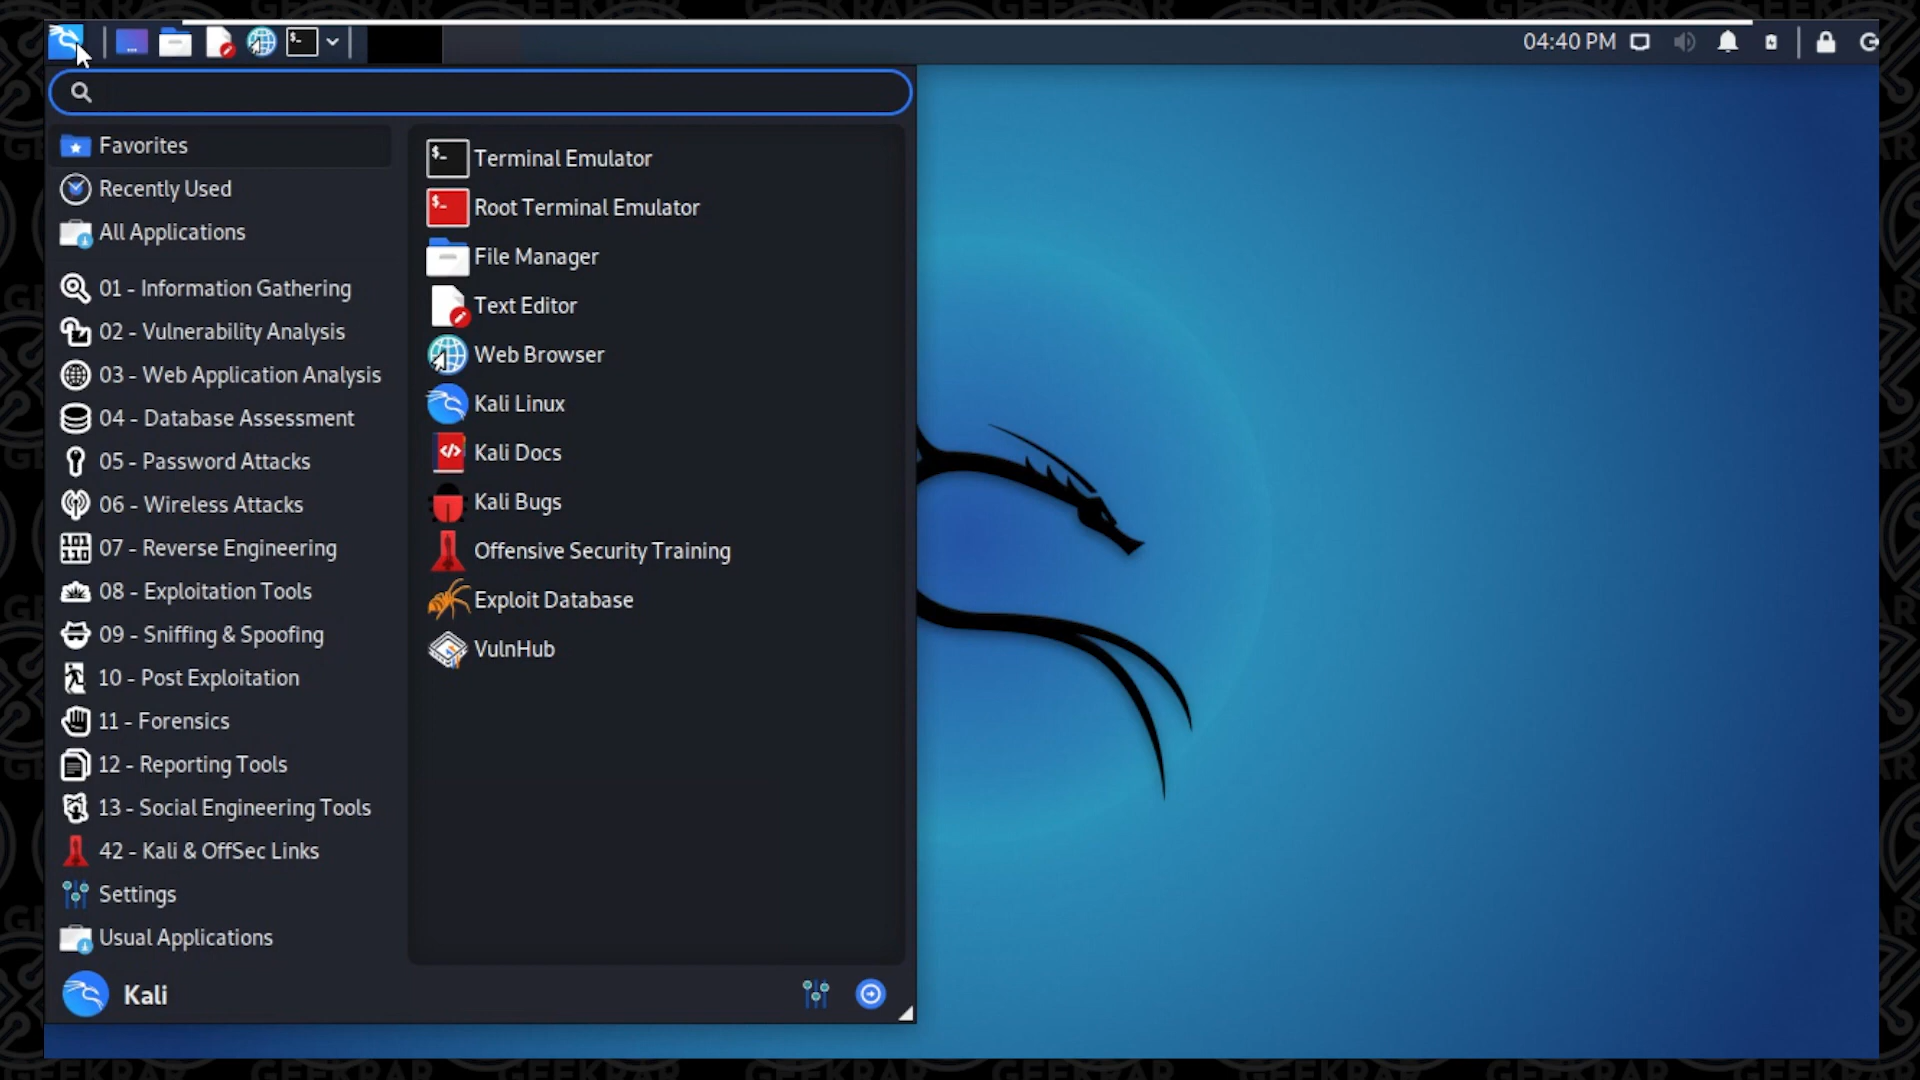 04:40 PM
Favorites
Recently Used
All Applications
01 - Information Gathering
02 - Vulnerability Analysis
03 - Web Application Analysis
04 - Database Assessment
05 - Password Attacks
06 - Wireless Attacks
07 - Reverse Engineering
08 - Exploitation Tools
09 - Sniffing & Spoofing
10 - Post Exploitation
11 - Forensics
12 - Reporting Tools
13 - Social Engineering Tools
42 - Kali & OffSec Links
Settings
Usual Applications
Terminal Emulator
Root Terminal Emulator
File Manager
Text Editor
Web Browser
Kali Linux
Kali Docs
Kali Bugs
Offensive Security Training
Exploit Database
VulnHub
Kali